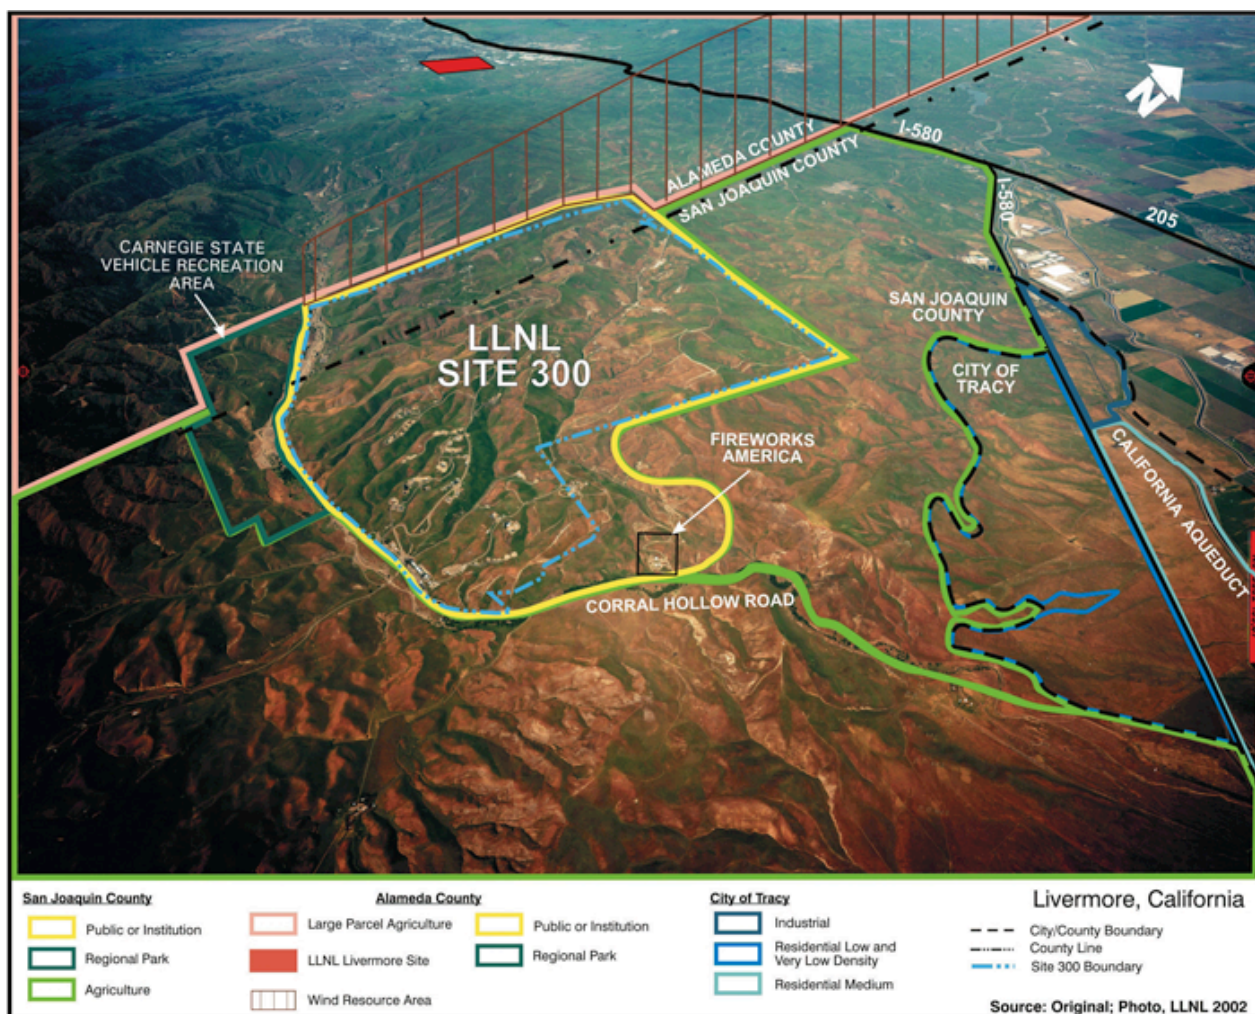 N
I-580
ALAMEDA COUNTY
SAN JOAQUIN COUNTY
I-580
205
CARNEGIE STATE
VEHICLE RECREATION
AREA
SAN JOAQUIN
COUNTY
LLNL
SITE 300
CITY OF
TRACY
FIREWORKS
AMERICA
CALIFORNIA AQUEDUCT
CORRAL HOLLOW ROAD
San Joaquin County
Public or Institution
Regional Park
Agriculture
Alameda County
Large Parcel Agriculture
LLNL Livermore Site
Wind Resource Area
Public or Institution
Regional Park
City of Tracy
Industrial
Residential Low and
Very Low Density
Residential Medium
Livermore, California
City/County Boundary
County Line
Site 300 Boundary
Source: Original; Photo, LLNL 2002